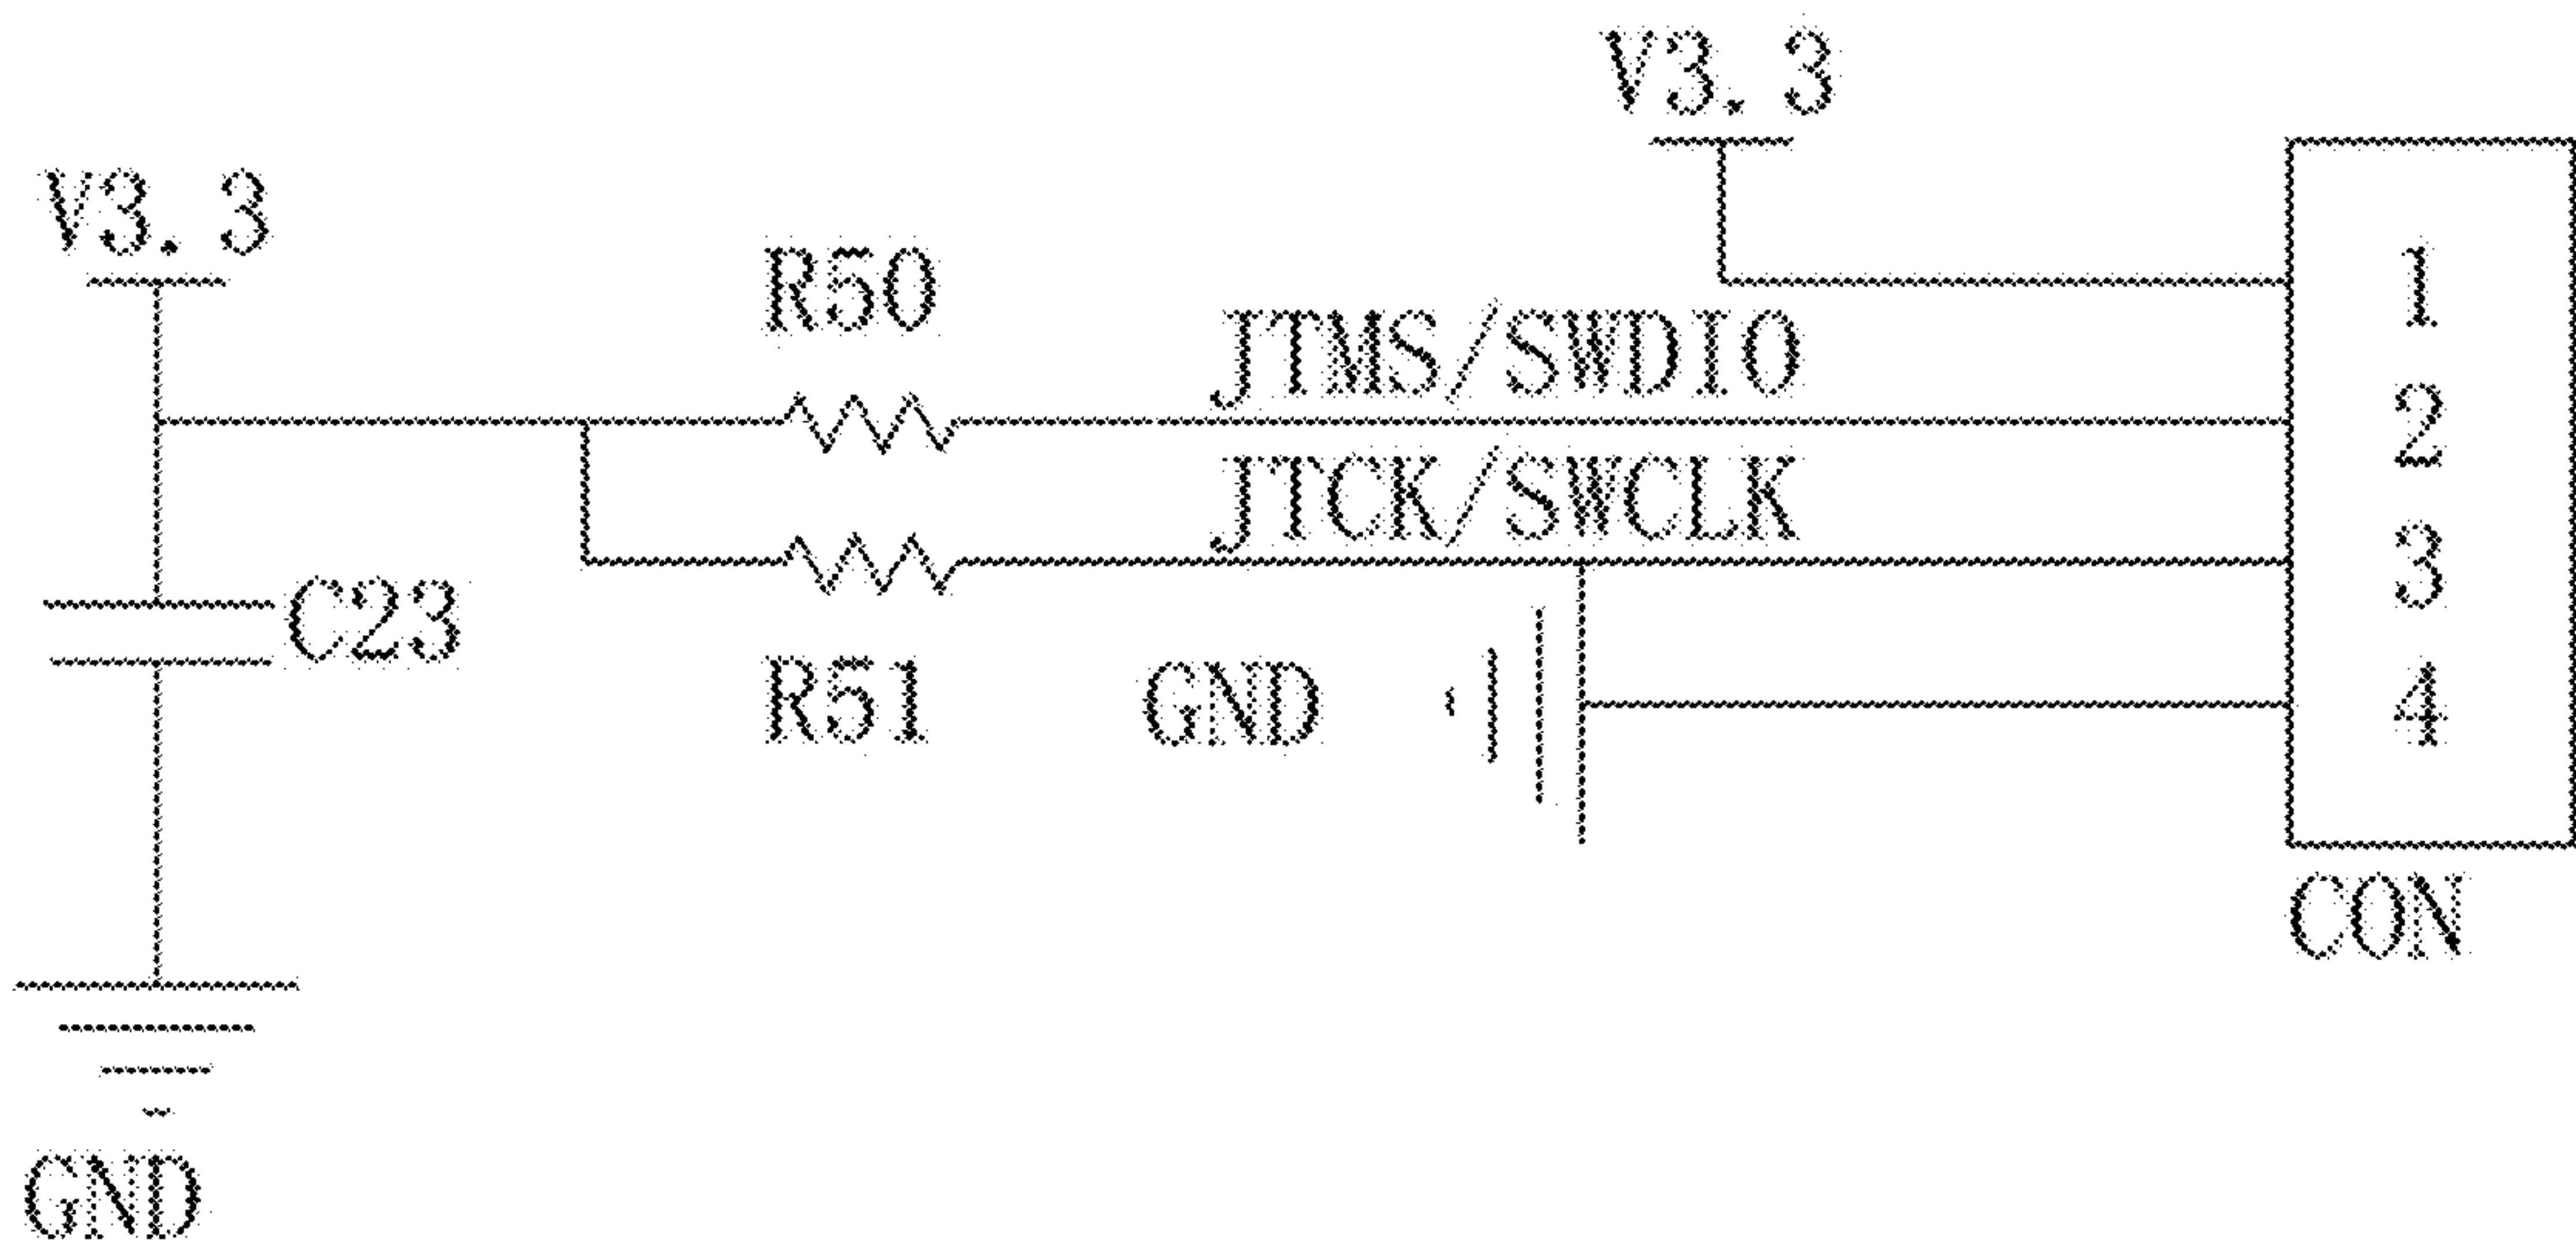 V3.3
V3.3
R50
JTMS/SWDIO
1
2
JTCK/SWCLK
3
C23
R51
GND
4
CON
GND